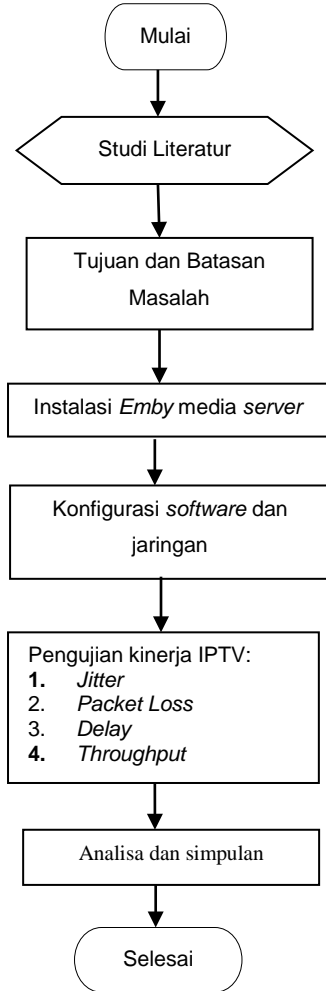 Mulai
Studi Literatur
Tujuan dan Batasan
Masalah
Instalasi Emby media server
Konfigurasi software dan
jaringan
Pengujian kinerja IPTV:
1. Jitter
2. Packet Loss
3. Delay
4. Throughput
Analisa dan simpulan
Selesai